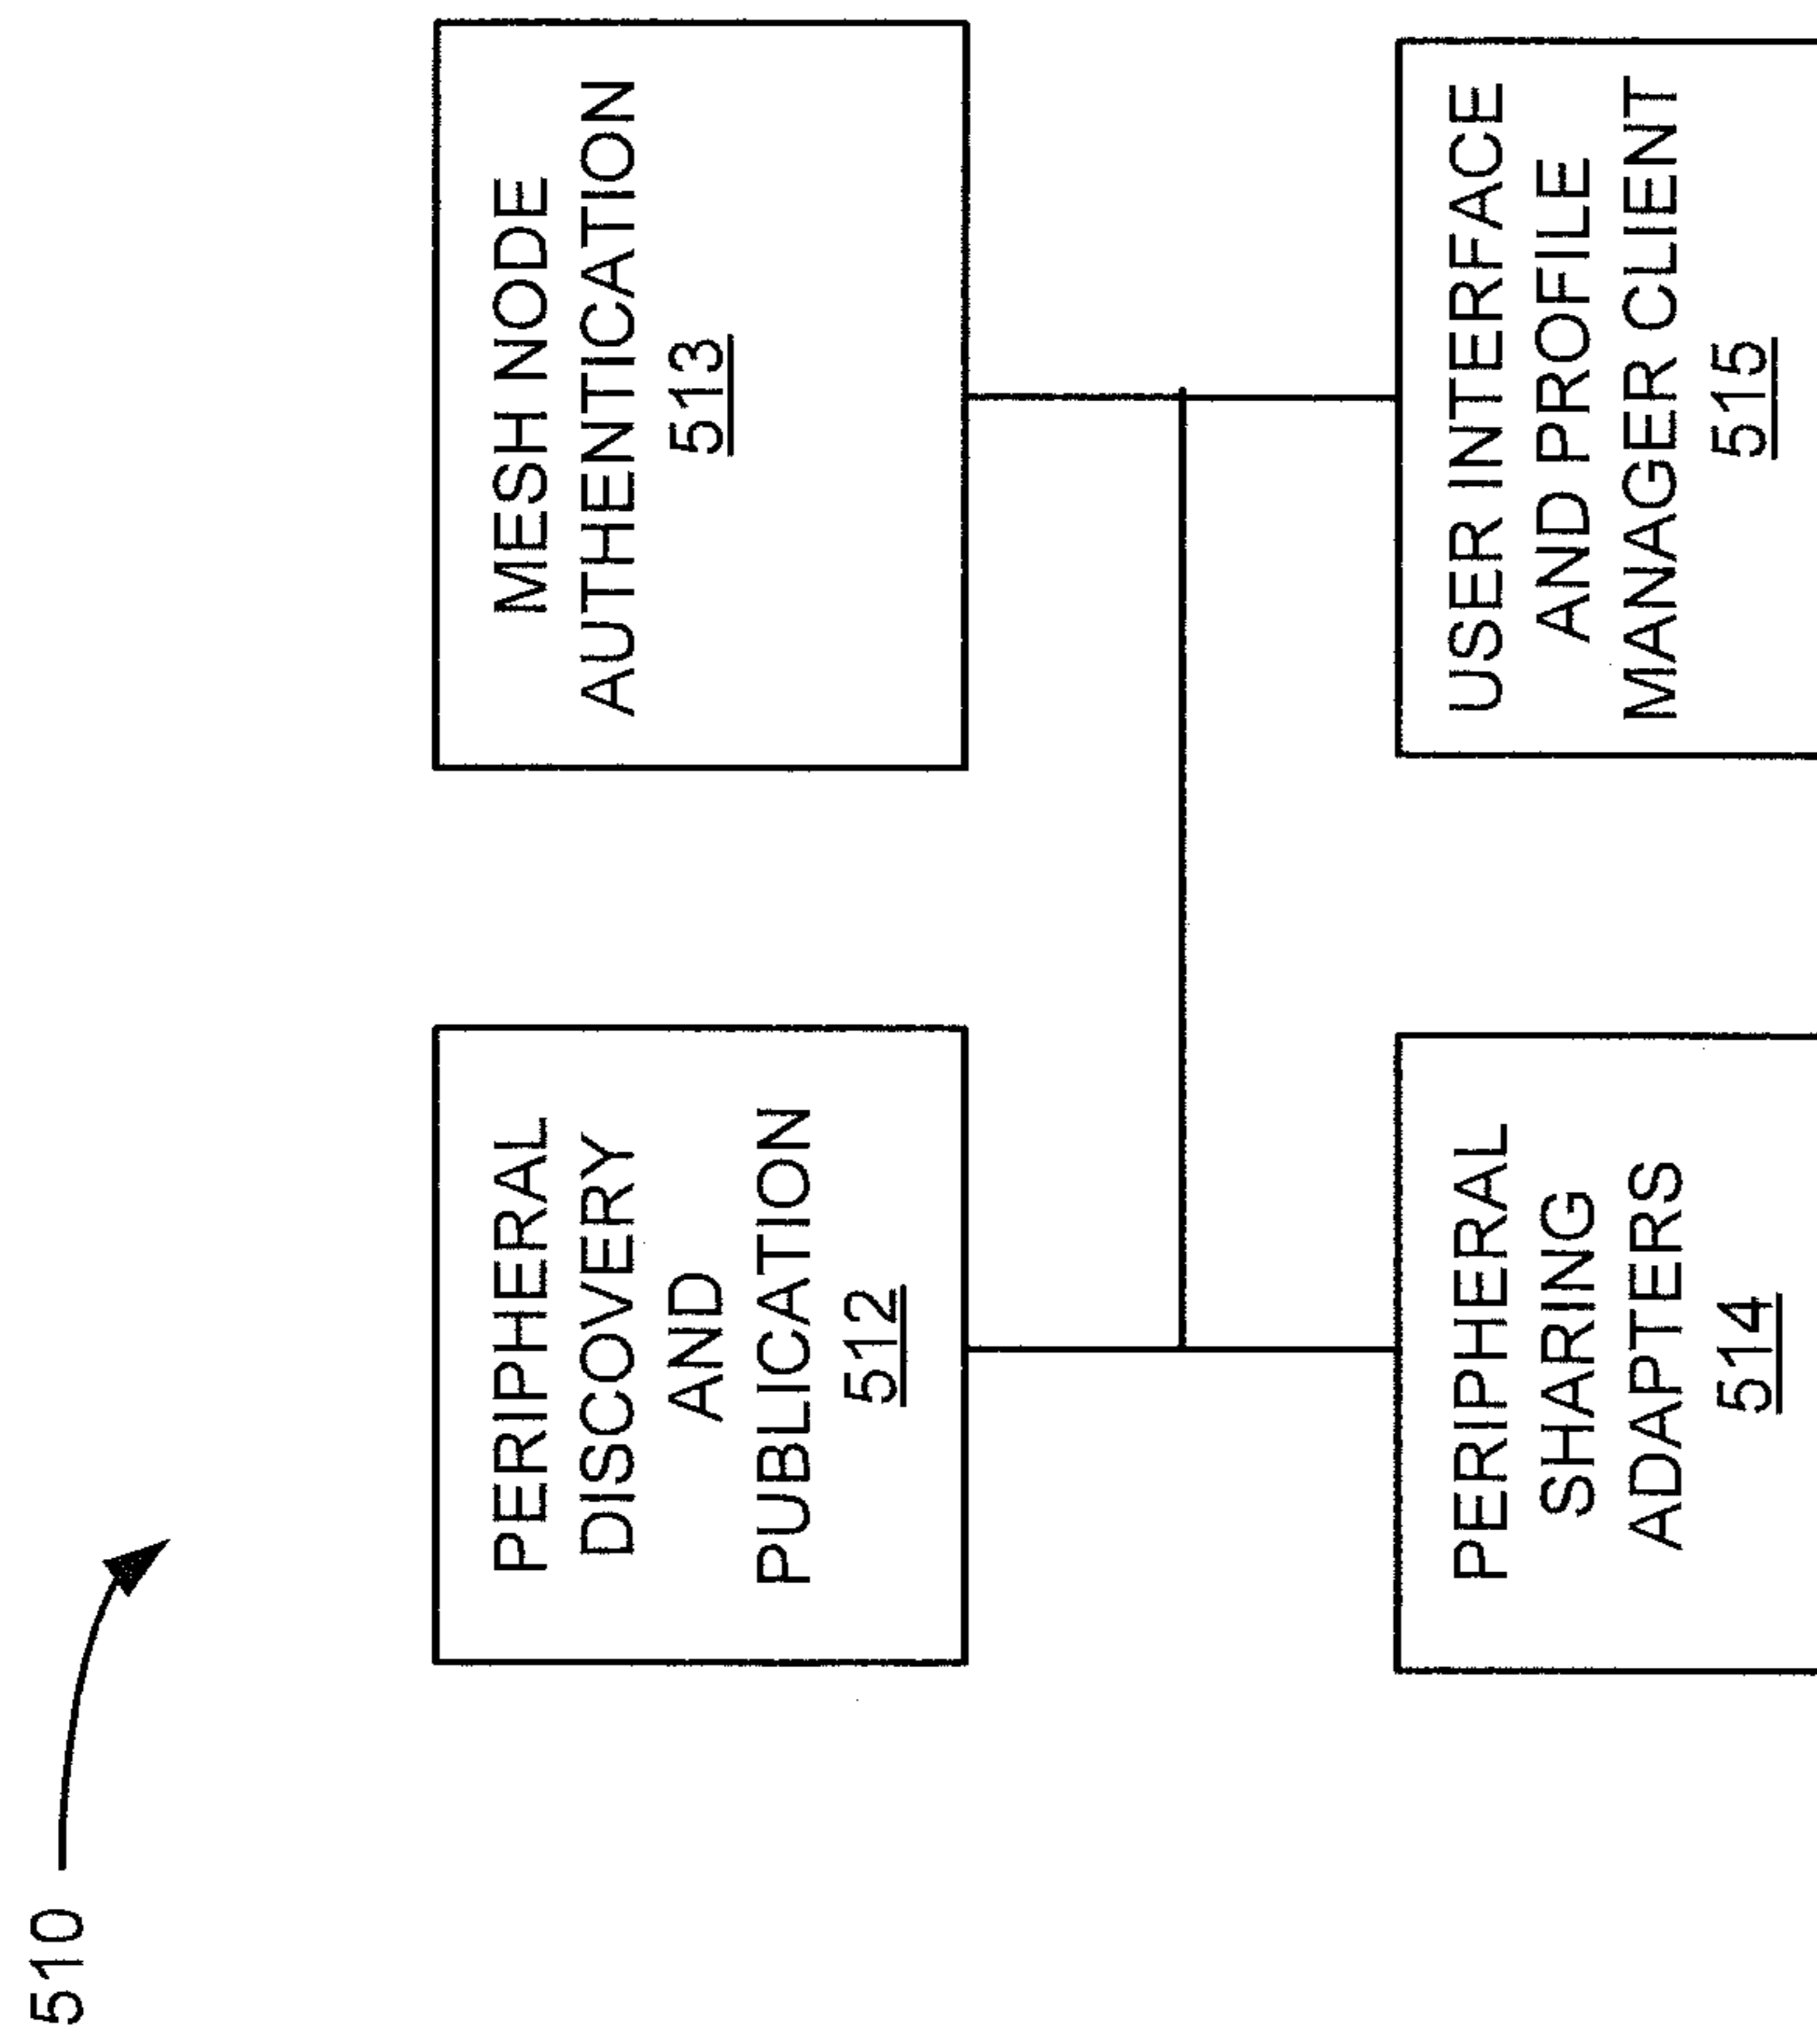 510
PERIPHERAL
DISCOVERY
AND
PUBLICATION
512
MESH NODE
AUTHENTICATION
513
PERIPHERAL
SHARING
ADAPTERS
514
USER INTERFACE
AND PROFILE
MANAGER CLIENT
515